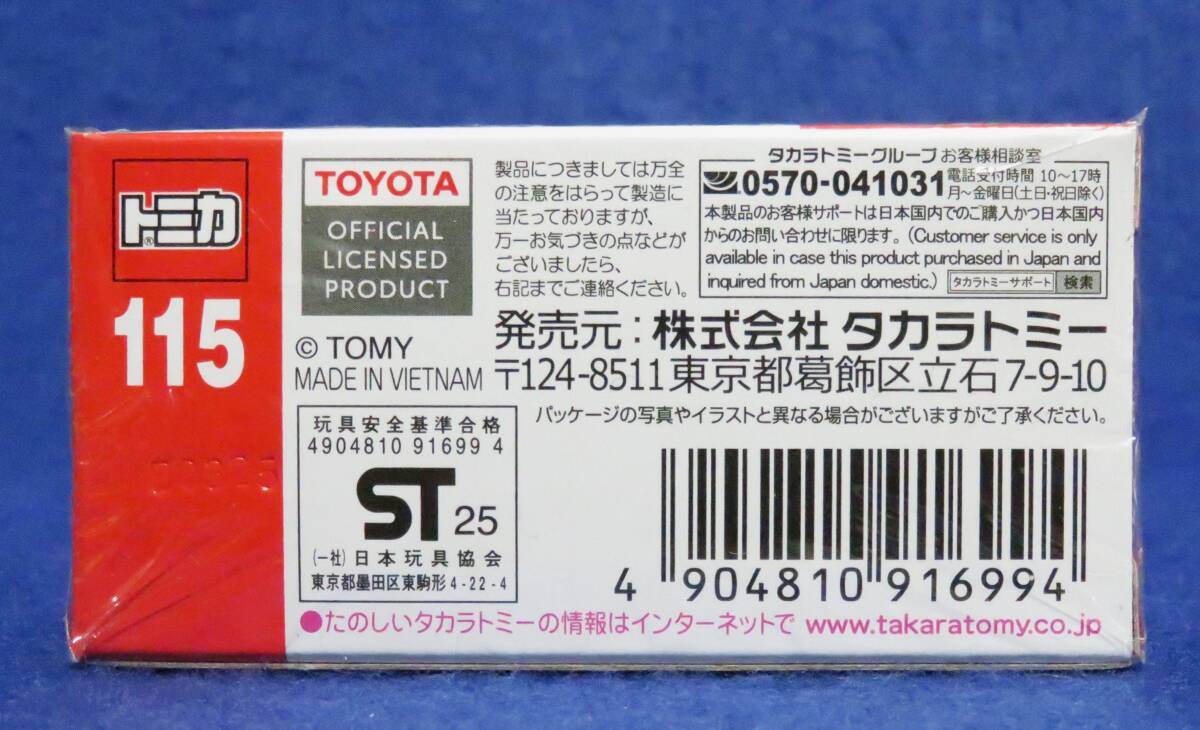 トミカ
®
115
TOYOTA
OFFICIAL
LICENSED
PRODUCT
© TOMY
MADE IN VIETNAM
製品につきましては万全
の注意をはらって製造に
当たっておりますが、
万一お気づきの点などが
ございましたら、
右記までご連絡ください。
タカラトミーグループ お客様相談室
0570-041031 電話受付時間 10〜17時
月〜金曜日(土日・祝日除く)
本製品のお客様サポートは日本国内でのご購入かつ日本国内
からのお問い合わせに限ります。(Customer service is only
available in case this product purchased in Japan and
inquired from Japan domestic.) タカラトミーサポート 検索
発売元:株式会社 タカラトミー
〒124-8511 東京都葛飾区立石7-9-10
パッケージの写真やイラストと異なる場合がございますがご了承ください。
玩具安全基準合格
4904810 91699 4
ST 25
(一社)日本玩具協会
東京都墨田区東駒形4-22-4
4 904810 916994
●たのしいタカラトミーの情報はインターネットで www.takaratomy.co.jp